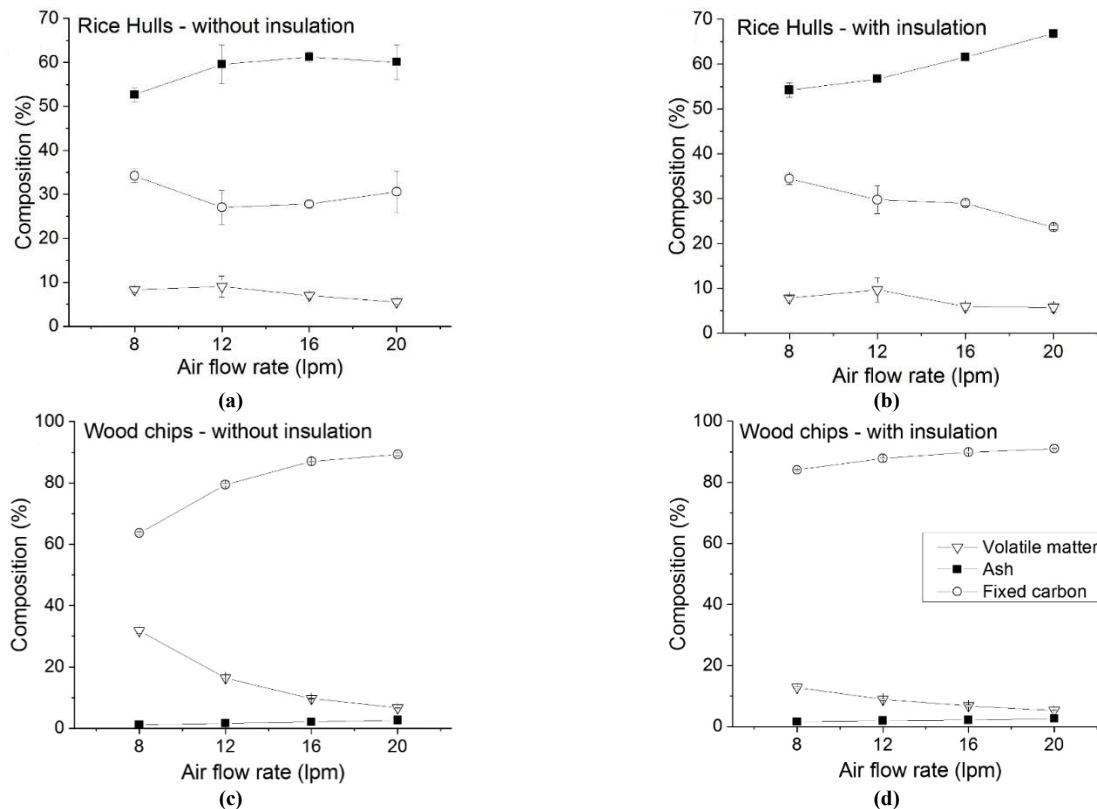 Rice Hulls - without insulation
Composition (%)
70
60
50
40
30
20
10
0
8 12 16 20
Air flow rate (lpm)
(a)
Rice Hulls - with insulation
Composition (%)
70
60
50
40
30
20
10
0
8 12 16 20
Air flow rate (lpm)
(b)
Wood chips - without insulation
Composition (%)
100
80
60
40
20
0
8 12 16 20
Air flow rate (lpm)
(c)
Wood chips - with insulation
Composition (%)
100
80
60
40
20
0
Volatile matter
Ash
Fixed carbon
8 12 16 20
Air flow rate (lpm)
(d)